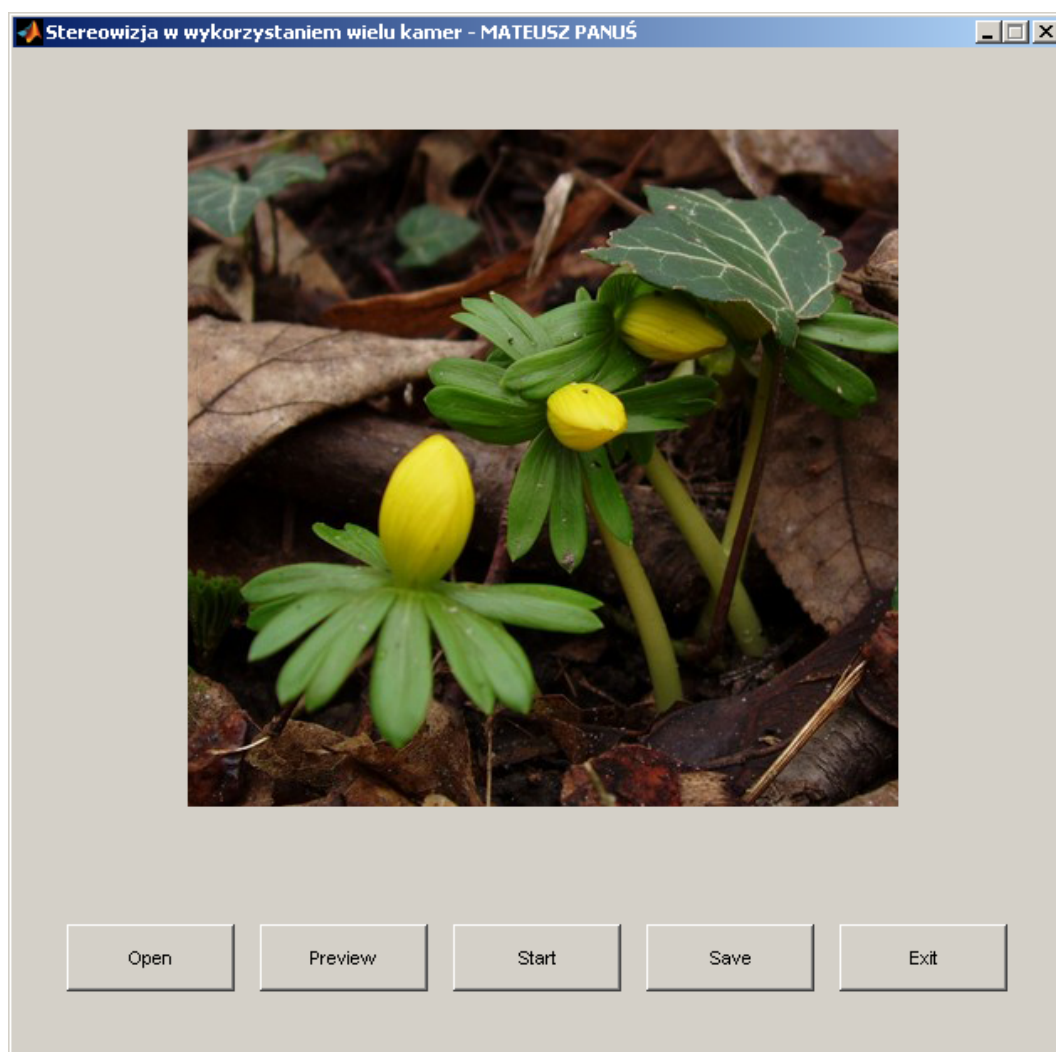 Stereowizja w wykorzystaniem wielu kamer - MATEUSZ PANUŚ
Open
Preview
Start
Save
Exit